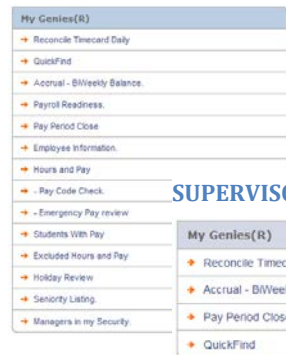 My Genies(R)
Reconcile Timecard Daily
QuickFind
Accrual - BiWeekly Balance.
Payroll Readiness.
Pay Period Close
Employee Information.
Hours and Pay
- Pay Code Check.
- Emergency Pay review
Students With Pay
Excluded Hours and Pay
Holiday Review
Seniority Listing.
Managers in my Security.
SUPERVISO
My Genies(R)
Reconcile Timec
Accrual - BiWeek
Pay Period Close
QuickFind